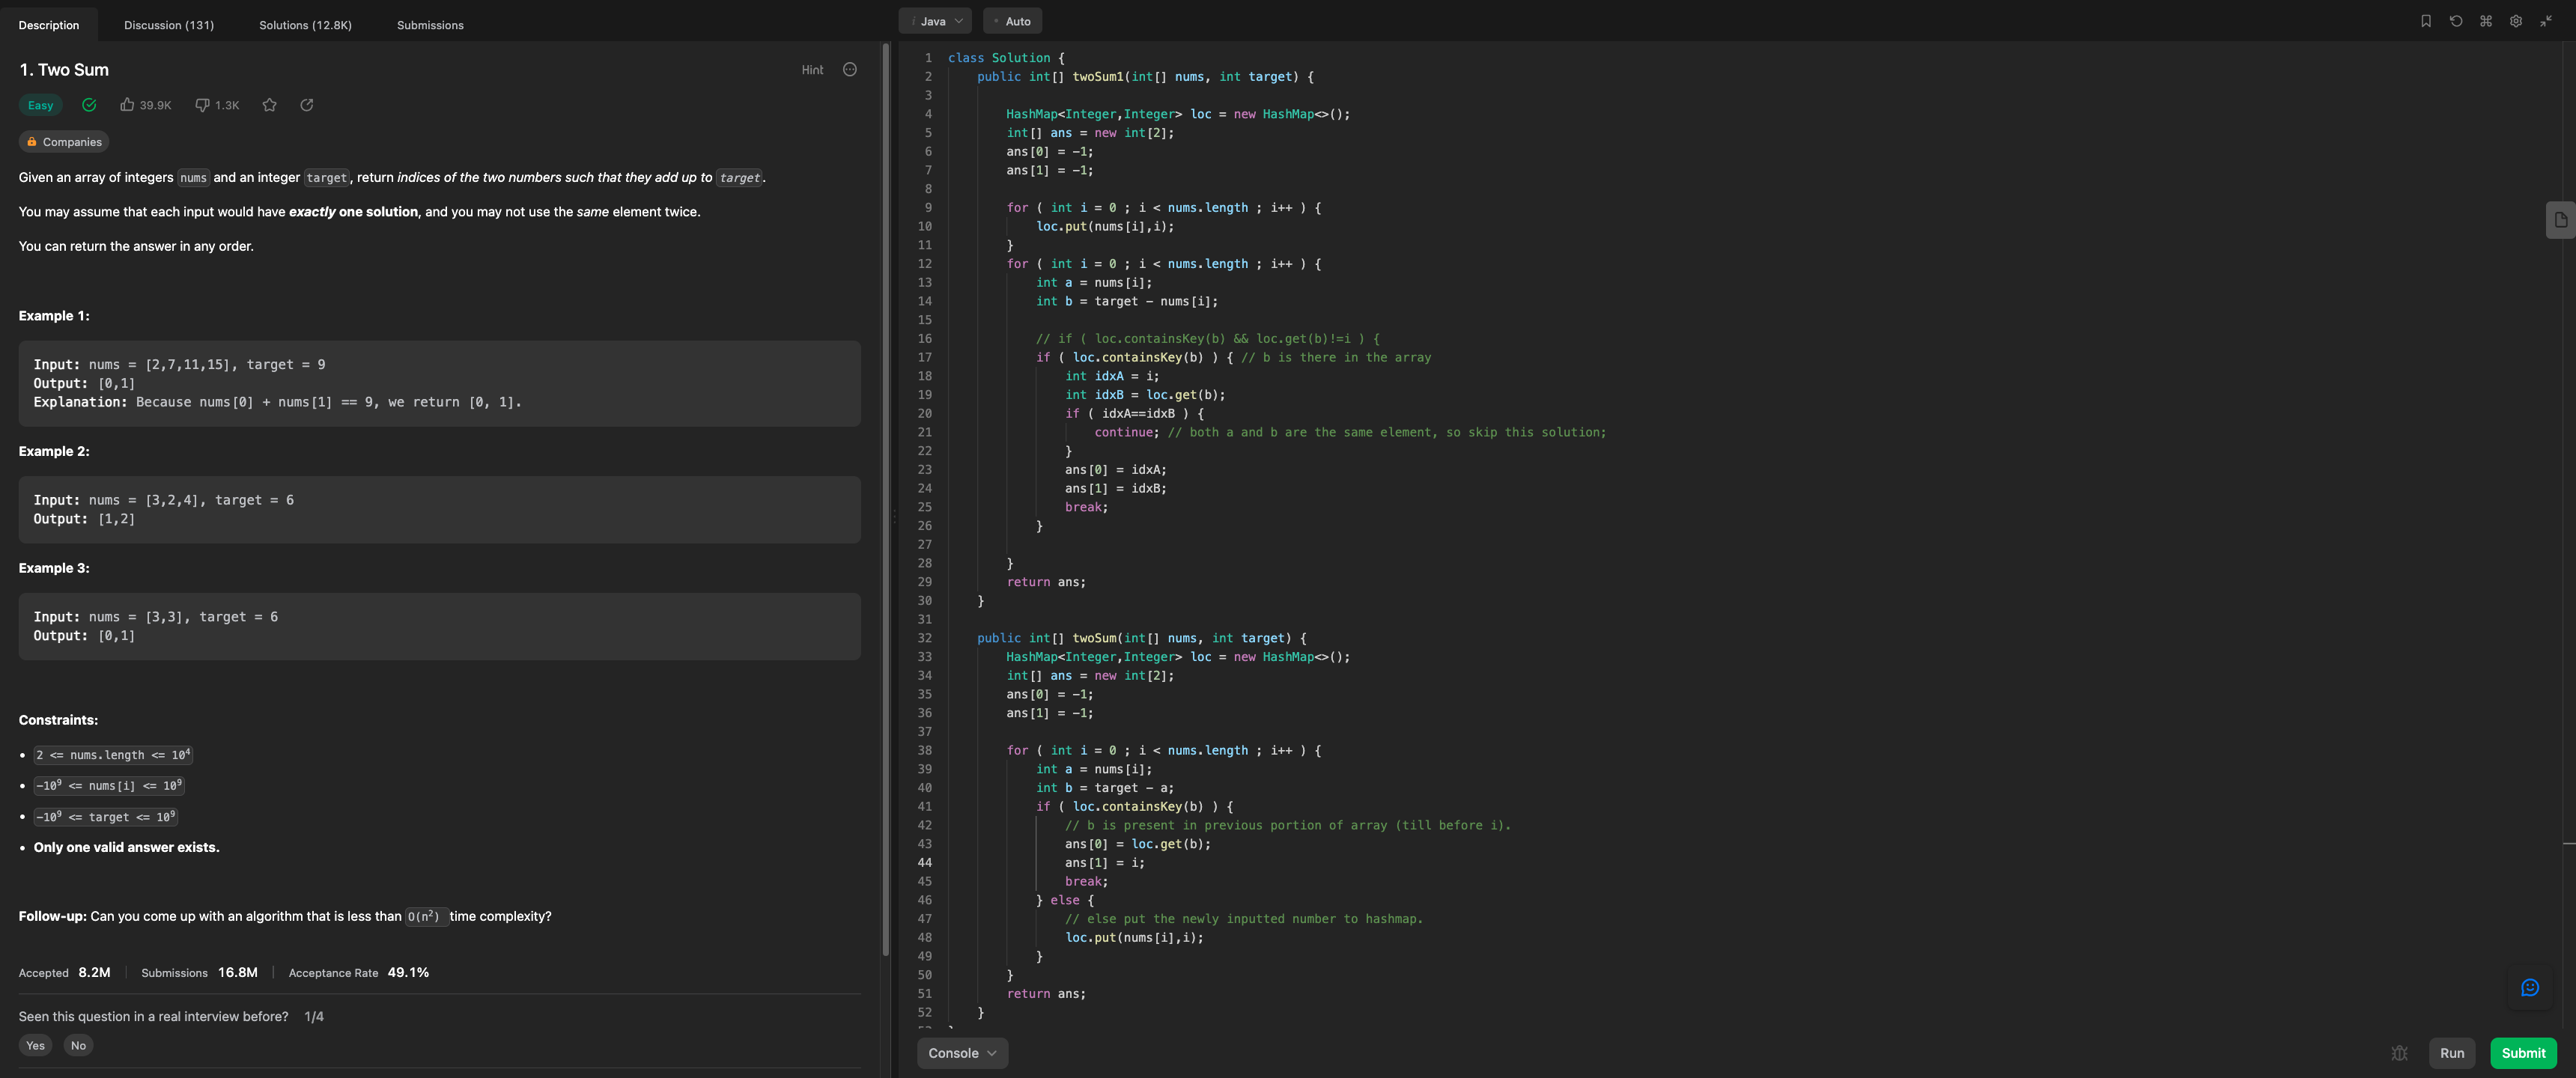 Description Discussion (131) Solutions (12.8K) Submissions
1. Two Sum
Hint
Easy 39.9K 1.3K
Companies
Given an array of integers nums and an integer target, return indices of the two numbers such that they add up to target.
You may assume that each input would have exactly one solution, and you may not use the same element twice.
You can return the answer in any order.
Example 1:
Input: nums = [2,7,11,15], target = 9
Output: [0,1]
Explanation: Because nums[0] + nums[1] == 9, we return [0, 1].
Example 2:
Input: nums = [3,2,4], target = 6
Output: [1,2]
Example 3:
Input: nums = [3,3], target = 6
Output: [0,1]
Constraints:
• 2 <= nums.length <= 10⁴
• -10⁹ <= nums[i] <= 10⁹
• -10⁹ <= target <= 10⁹
• Only one valid answer exists.
Follow-up: Can you come up with an algorithm that is less than O(n²) time complexity?
Accepted 8.2M Submissions 16.8M Acceptance Rate 49.1%
Seen this question in a real interview before? 1/4
Yes No
i Java • Auto
1 class Solution {
2     public int[] twoSum1(int[] nums, int target) {
3
4         HashMap<Integer,Integer> loc = new HashMap<>();
5         int[] ans = new int[2];
6         ans[0] = -1;
7         ans[1] = -1;
8
9         for ( int i = 0 ; i < nums.length ; i++ ) {
10             loc.put(nums[i],i);
11         }
12         for ( int i = 0 ; i < nums.length ; i++ ) {
13             int a = nums[i];
14             int b = target - nums[i];
15
16             // if ( loc.containsKey(b) && loc.get(b)!=i ) {
17             if ( loc.containsKey(b) ) { // b is there in the array
18                 int idxA = i;
19                 int idxB = loc.get(b);
20                 if ( idxA==idxB ) {
21                     continue; // both a and b are the same element, so skip this solution;
22                 }
23                 ans[0] = idxA;
24                 ans[1] = idxB;
25                 break;
26             }
27
28         }
29         return ans;
30     }
31
32     public int[] twoSum(int[] nums, int target) {
33         HashMap<Integer,Integer> loc = new HashMap<>();
34         int[] ans = new int[2];
35         ans[0] = -1;
36         ans[1] = -1;
37
38         for ( int i = 0 ; i < nums.length ; i++ ) {
39             int a = nums[i];
40             int b = target - a;
41             if ( loc.containsKey(b) ) {
42                 // b is present in previous portion of array (till before i).
43                 ans[0] = loc.get(b);
44                 ans[1] = i;
45                 break;
46             } else {
47                 // else put the newly inputted number to hashmap.
48                 loc.put(nums[i],i);
49             }
50         }
51         return ans;
52     }
Console Run Submit